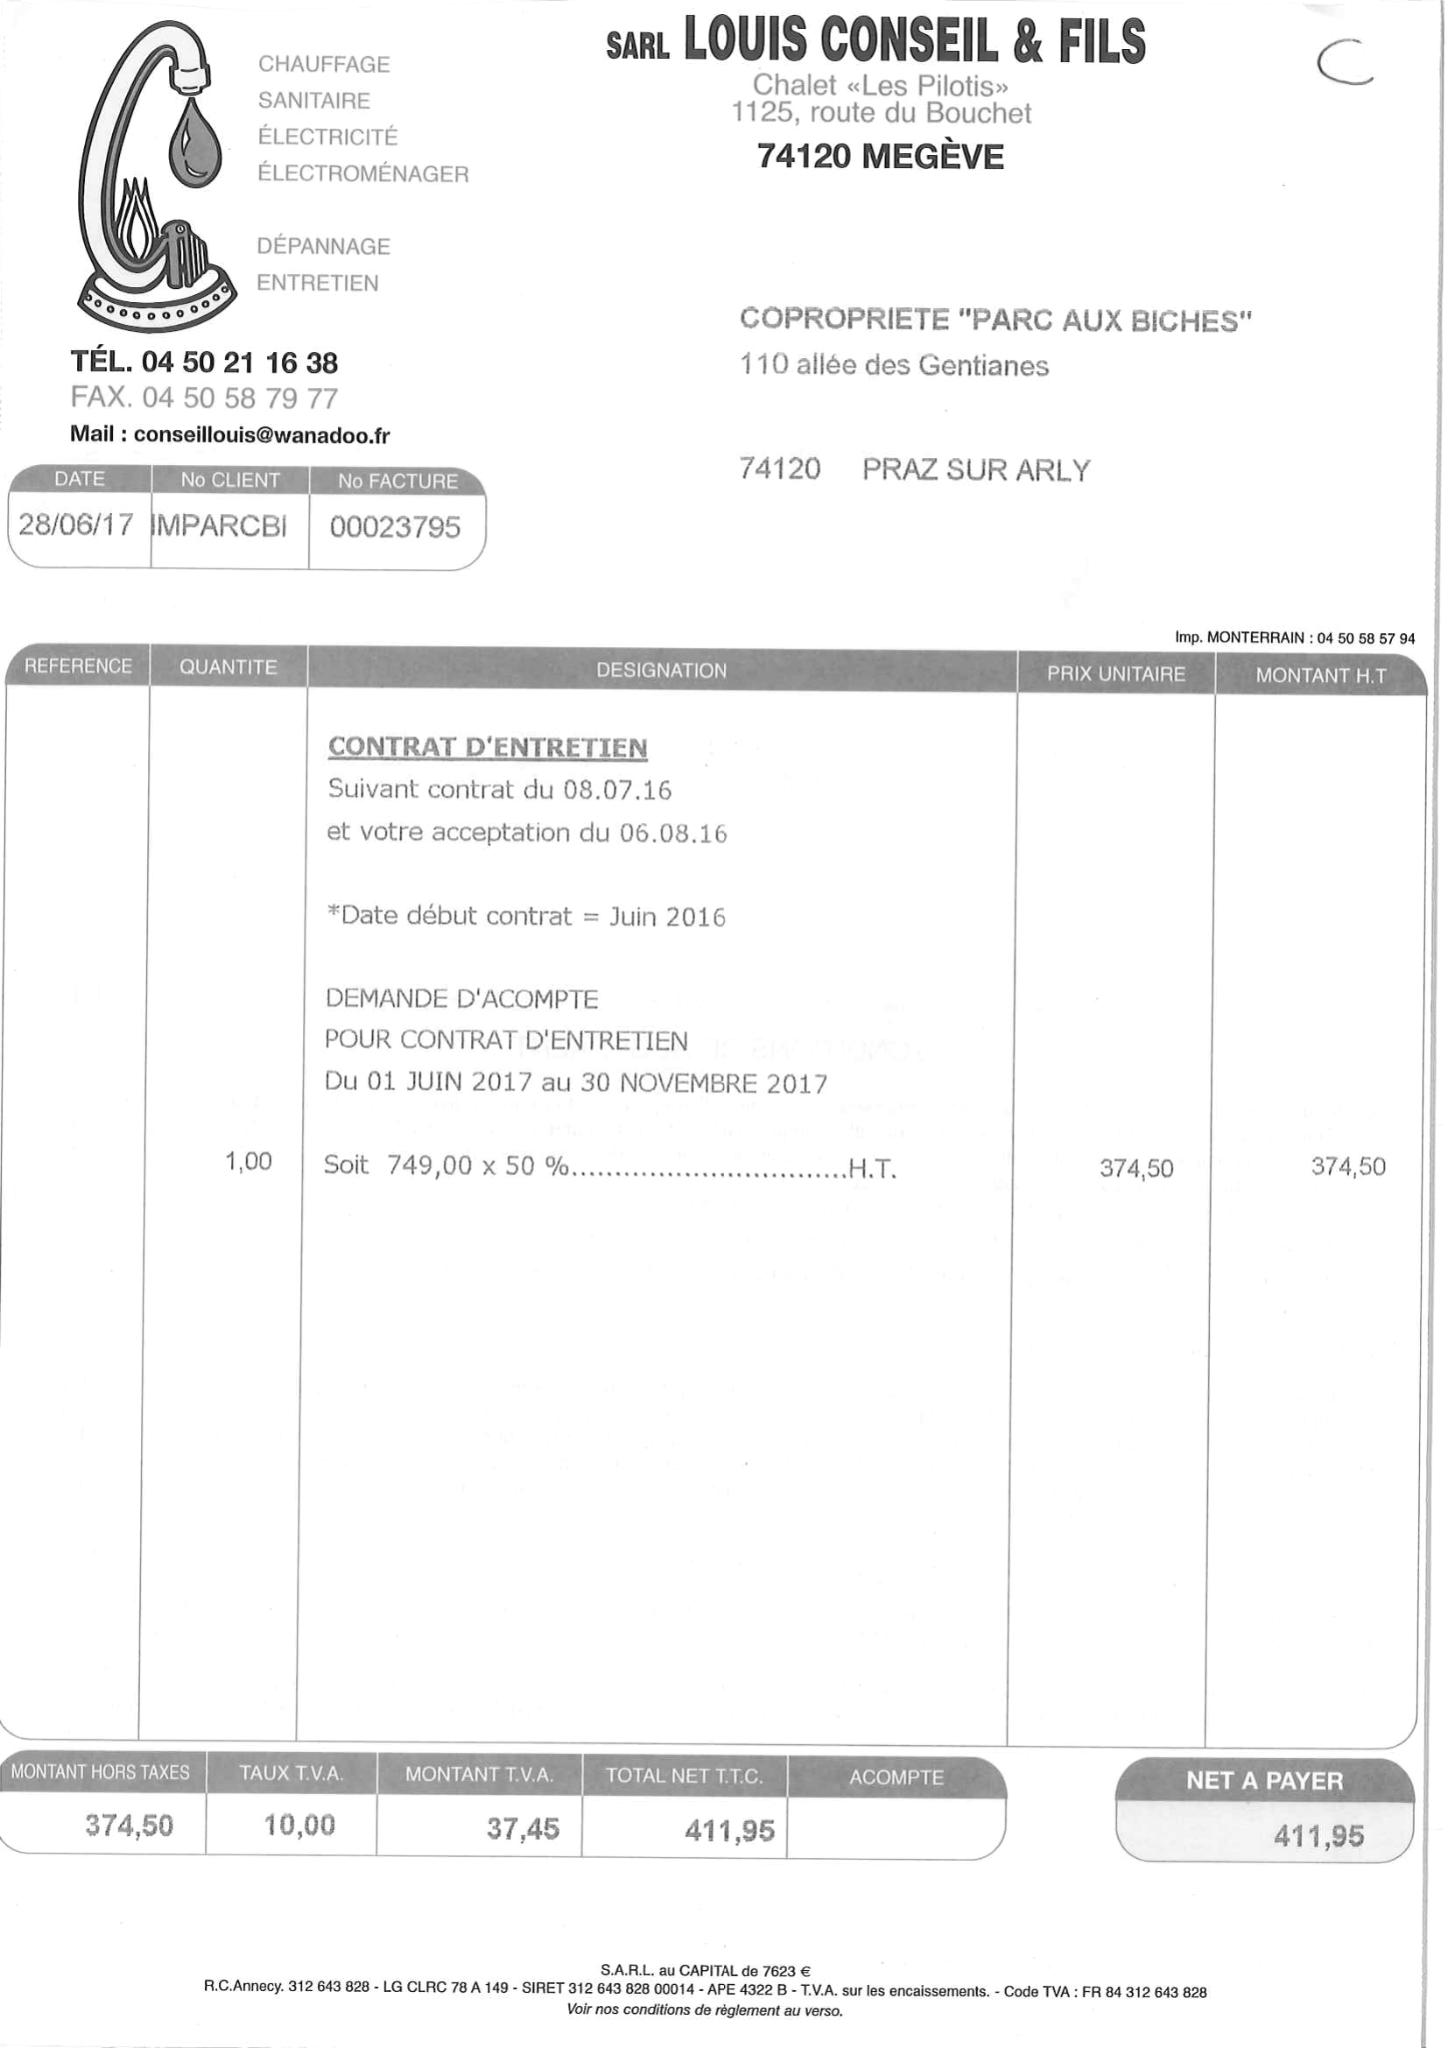 SARL LOUIS CONSEIL & FILS
Chalet «Les Pilotis»
1125, route du Bouchet
74120 MEGÈVE
C
CHAUFFAGE
SANITAIRE
ÉLECTRICITÉ
ÉLECTROMÉNAGER
DÉPANNAGE
ENTRETIEN
TÉL. 04 50 21 16 38
FAX. 04 50 58 79 77
Mail : conseillouis@wanadoo.fr
COPROPRIETE "PARC AUX BICHES"
110 allée des Gentianes
74120 PRAZ SUR ARLY
DATE No CLIENT No FACTURE
28/06/17 IMPARCBI 00023795
Imp. MONTERRAIN : 04 50 58 57 94
REFERENCE QUANTITE DESIGNATION PRIX UNITAIRE MONTANT H.T
CONTRAT D'ENTRETIEN
Suivant contrat du 08.07.16
et votre acceptation du 06.08.16
*Date début contrat = Juin 2016
DEMANDE D'ACOMPTE
POUR CONTRAT D'ENTRETIEN
Du 01 JUIN 2017 au 30 NOVEMBRE 2017
1,00 Soit 749,00 x 50 %..............................H.T. 374,50 374,50
MONTANT HORS TAXES TAUX T.V.A. MONTANT T.V.A. TOTAL NET T.T.C. ACOMPTE NET A PAYER
374,50 10,00 37,45 411,95 411,95
S.A.R.L. au CAPITAL de 7623 €
R.C.Annecy. 312 643 828 - LG CLRC 78 A 149 - SIRET 312 643 828 00014 - APE 4322 B - T.V.A. sur les encaissements. - Code TVA : FR 84 312 643 828
Voir nos conditions de règlement au verso.